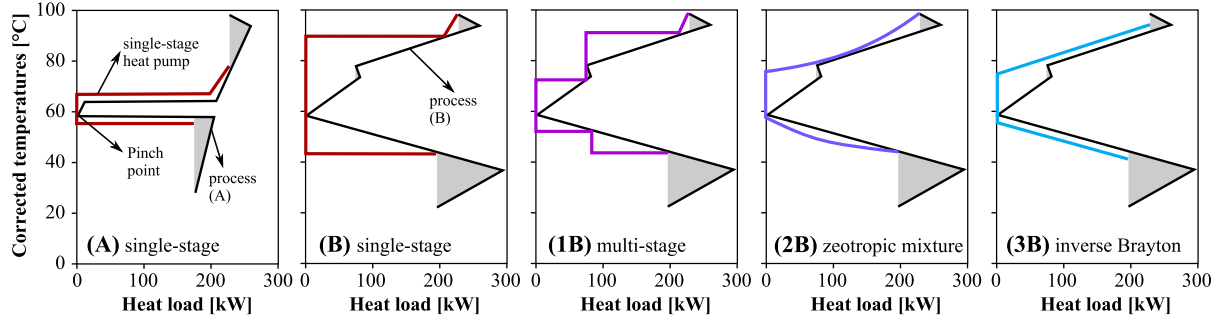 Corrected temperatures [°C]
100
80
60
40
20
0
single-stage
heat pump
Pinch
point
process
(A)
(A) single-stage
0 100 200 300
Heat load [kW]
process
(B)
(B) single-stage
0 100 200 300
Heat load [kW]
(1B) multi-stage
0 100 200 300
Heat load [kW]
(2B) zeotropic mixture
0 100 200 300
Heat load [kW]
(3B) inverse Brayton
0 100 200 300
Heat load [kW]